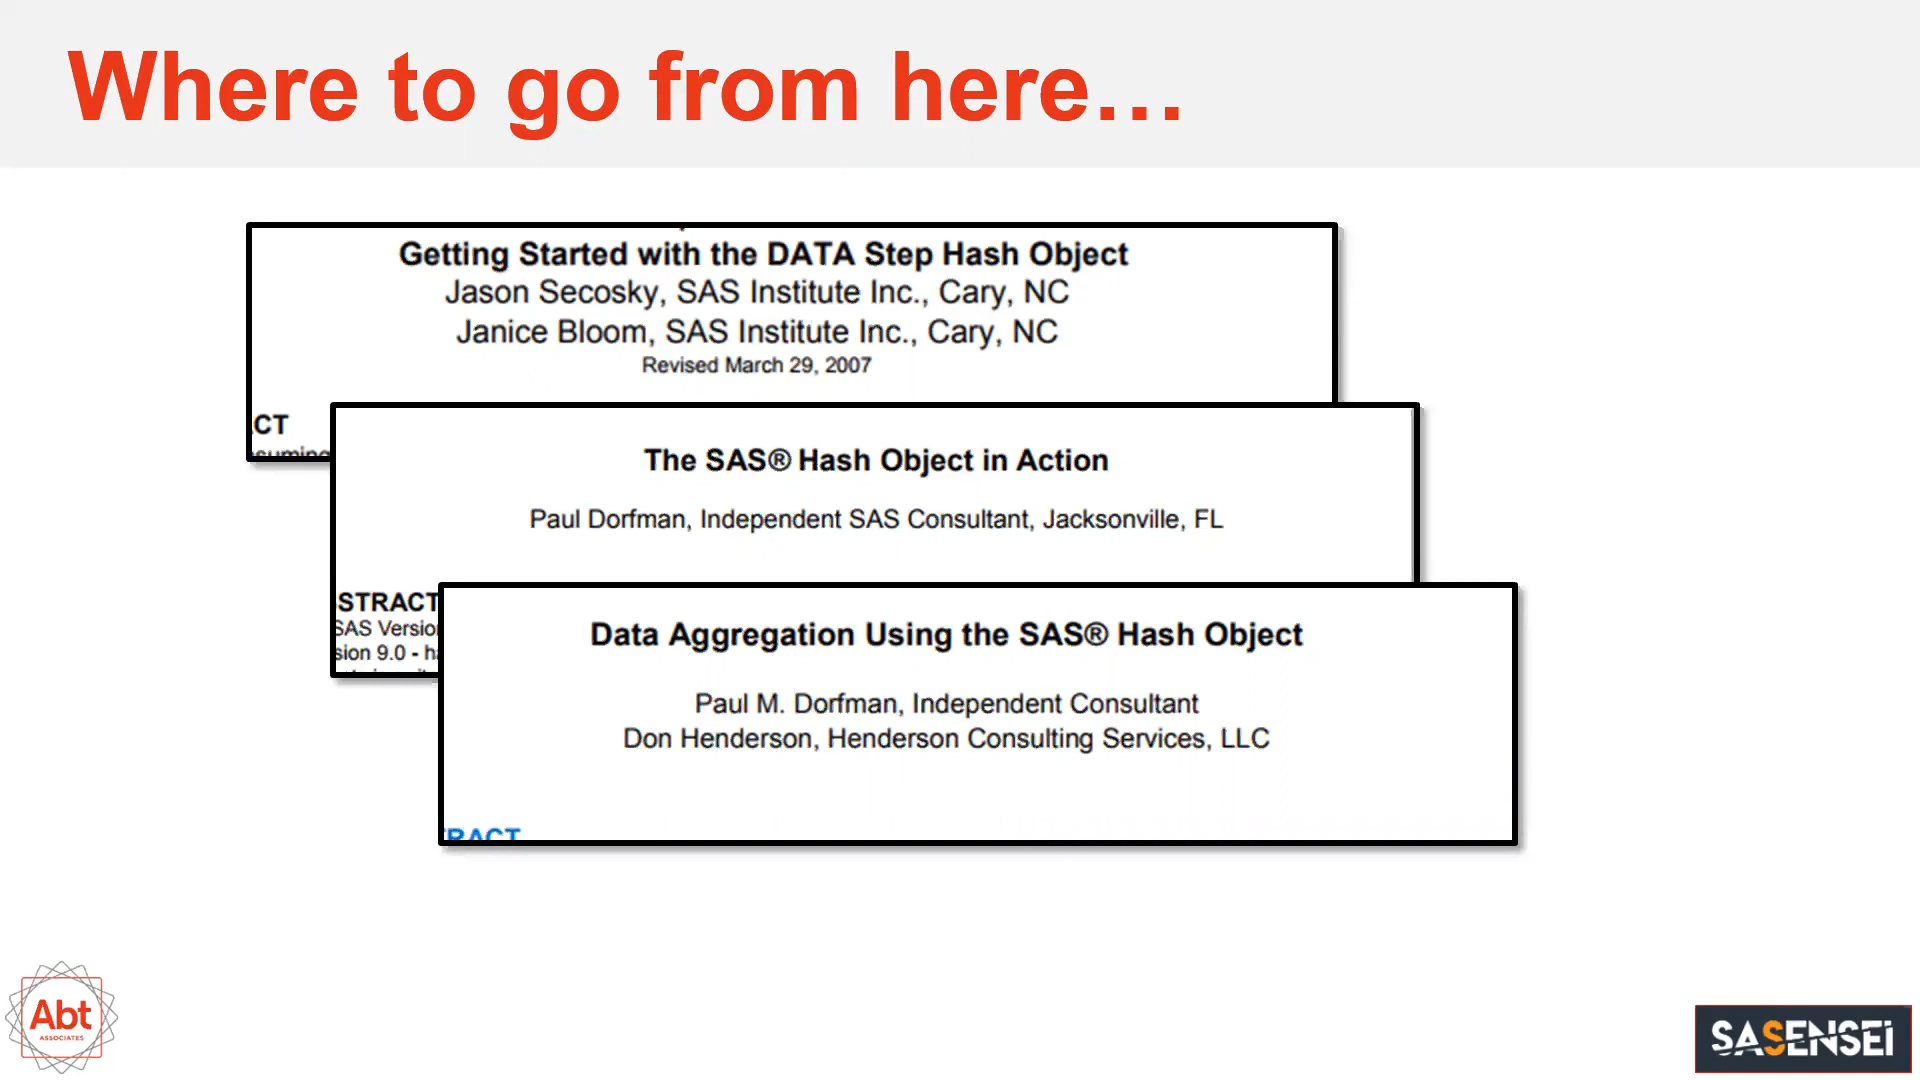 Where to go from here…
Getting Started with the DATA Step Hash Object
Jason Secosky, SAS Institute Inc., Cary, NC
Janice Bloom, SAS Institute Inc., Cary, NC
Revised March 29, 2007
CT
suming
The SAS® Hash Object in Action
Paul Dorfman, Independent SAS Consultant, Jacksonville, FL
STRACT
SAS Versio
sion 9.0 - ha
Data Aggregation Using the SAS® Hash Object
Paul M. Dorfman, Independent Consultant
Don Henderson, Henderson Consulting Services, LLC
RACT
Abt
ASSOCIATES
SASENSEI